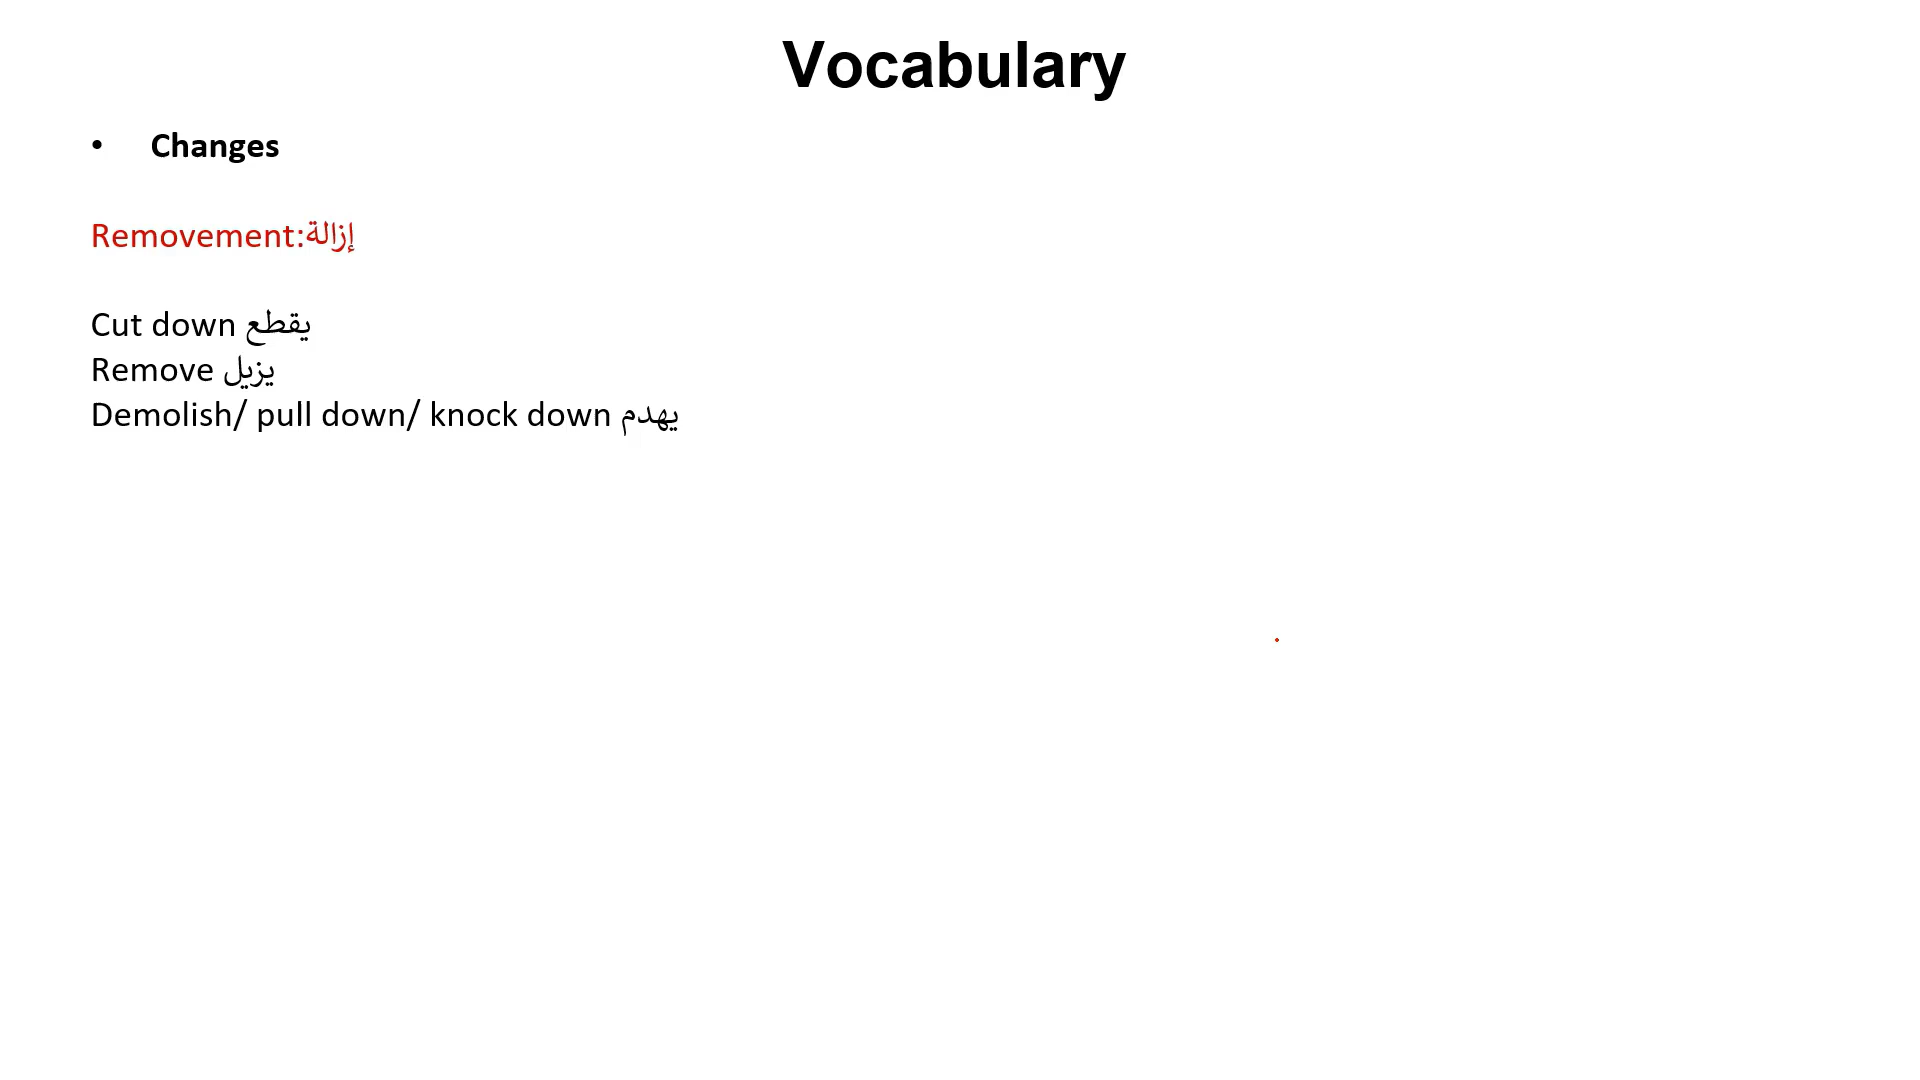 Vocabulary
• Changes
Removement:إزالة
Cut down يقطع
Remove يزيل
Demolish/ pull down/ knock down يهدم